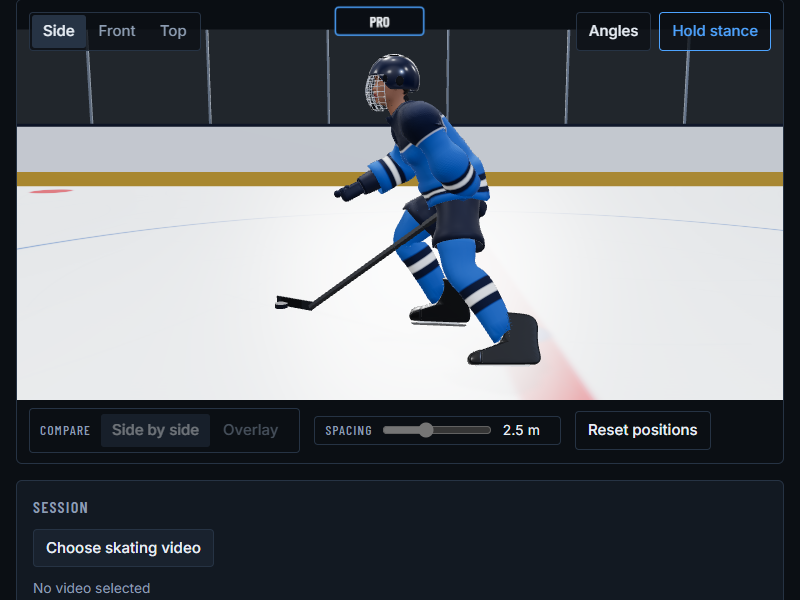 Side Front Top
PRO
Angles
Hold stance
COMPARE Side by side Overlay
SPACING 2.5 m
Reset positions
SESSION
Choose skating video
No video selected